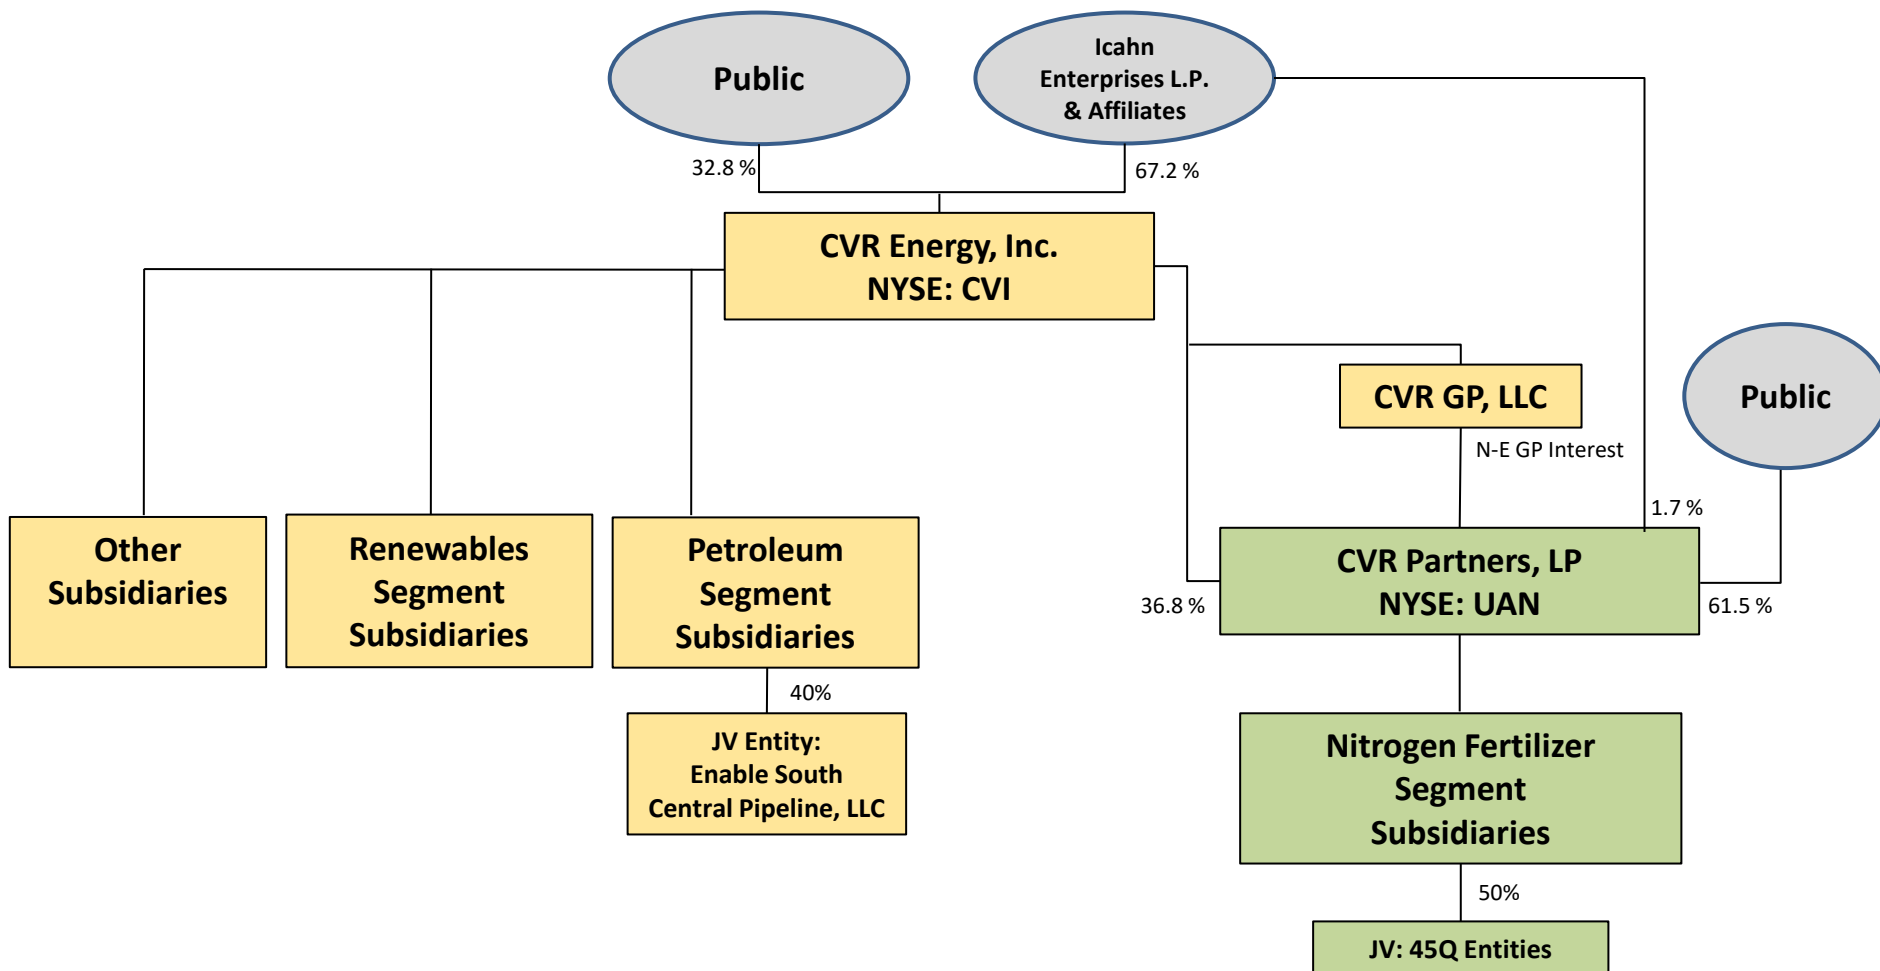 Public
Icahn
Enterprises L.P.
& Affiliates
32.8 %
67.2 %
CVR Energy, Inc.
NYSE: CVI
CVR GP, LLC
Public
N-E GP Interest
1.7 %
Other
Subsidiaries
Renewables
Segment
Subsidiaries
Petroleum
Segment
Subsidiaries
CVR Partners, LP
NYSE: UAN
36.8 %
61.5 %
40%
JV Entity:
Enable South
Central Pipeline, LLC
Nitrogen Fertilizer
Segment
Subsidiaries
50%
JV: 45Q Entities